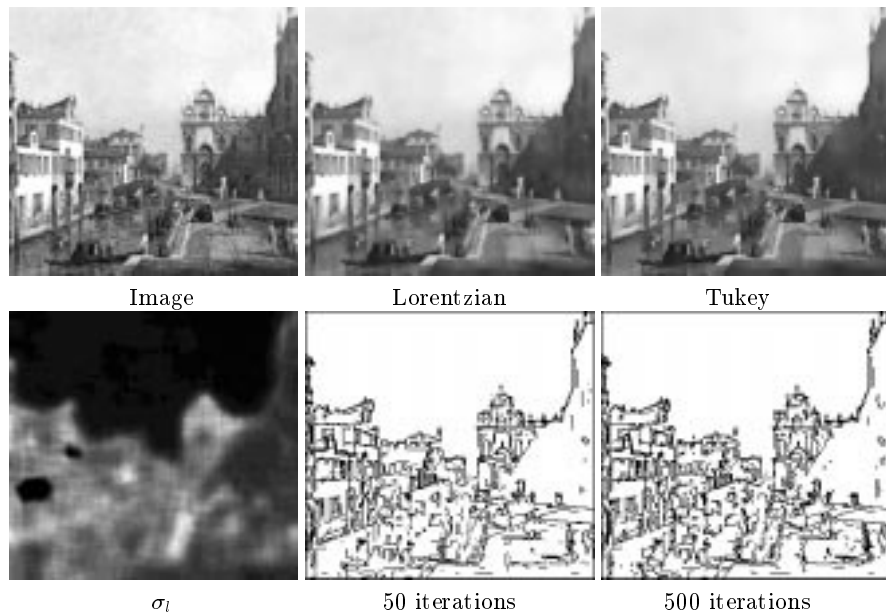 Image
Lorentzian
Tukey
σ_l
50 iterations
500 iterations